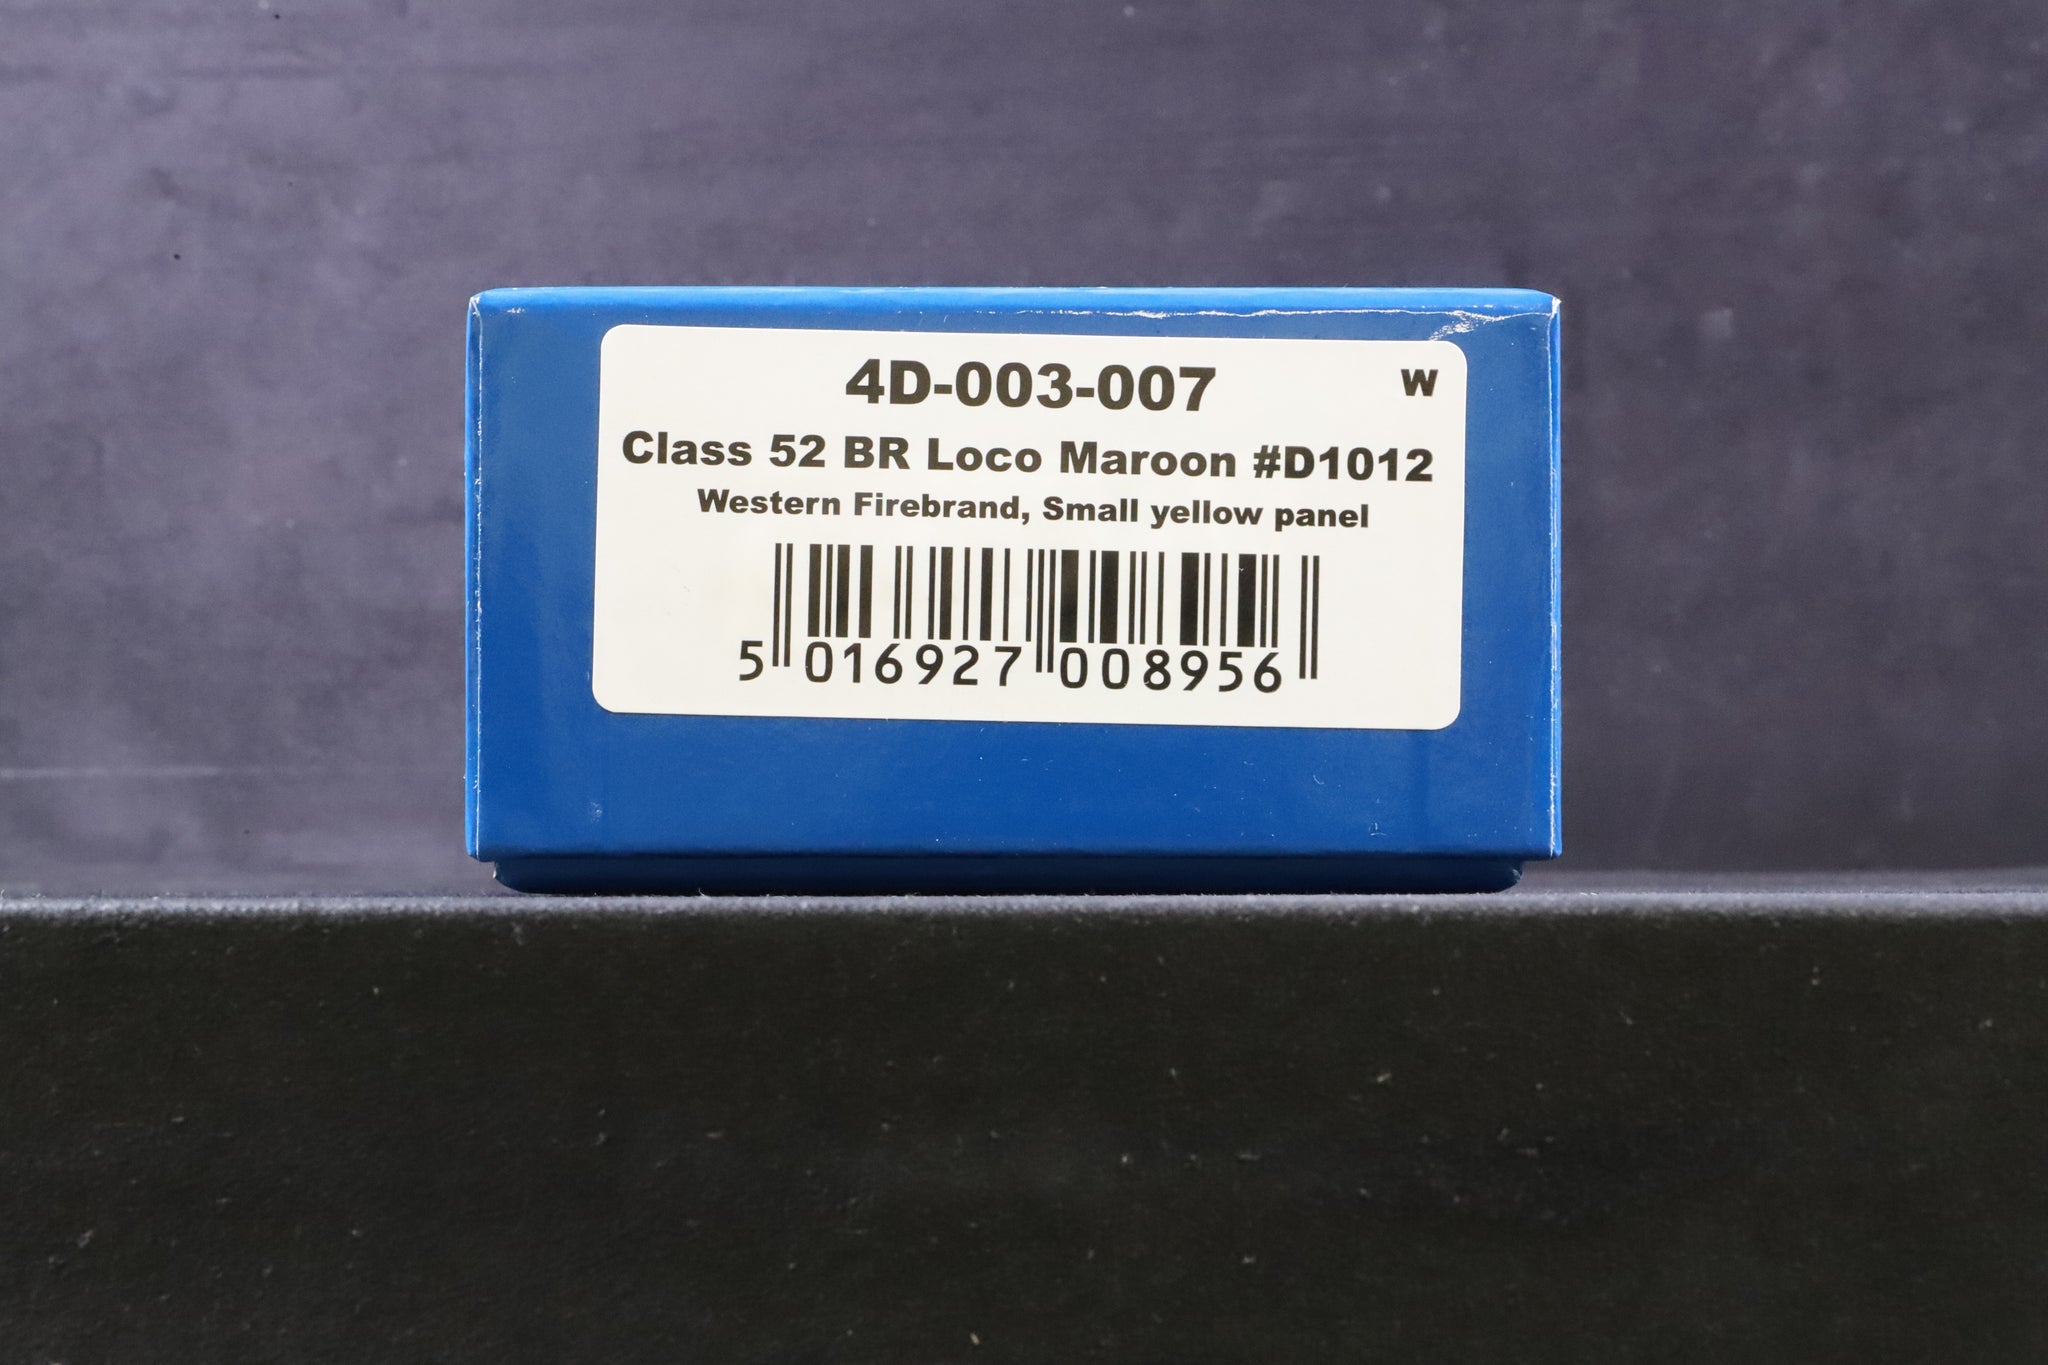 4D-003-007
W
Class 52 BR Loco Maroon #D1012
Western Firebrand, Small yellow panel
5 016927 008956